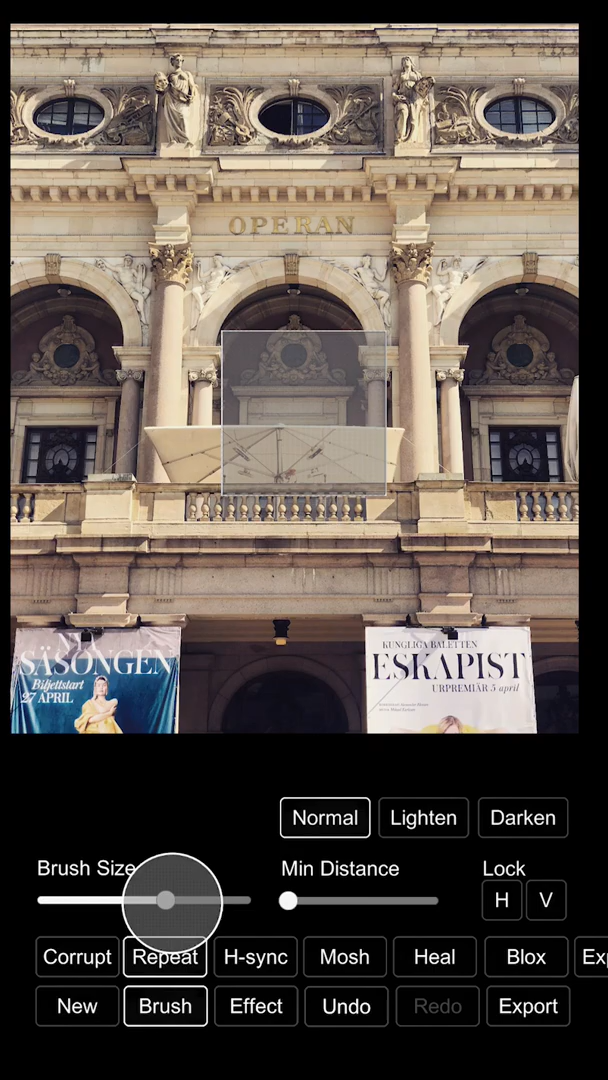 OPERAN
SÄSONGEN
Biljettstart
27 APRIL
KUNGLIGA BALETTEN
ESKAPIST
URPREMIÄR 5 april
Normal
Lighten
Darken
Brush Size
Min Distance
Lock
H
V
Corrupt
Repeat
H-sync
Mosh
Heal
Blox
Exp
New
Brush
Effect
Undo
Redo
Export